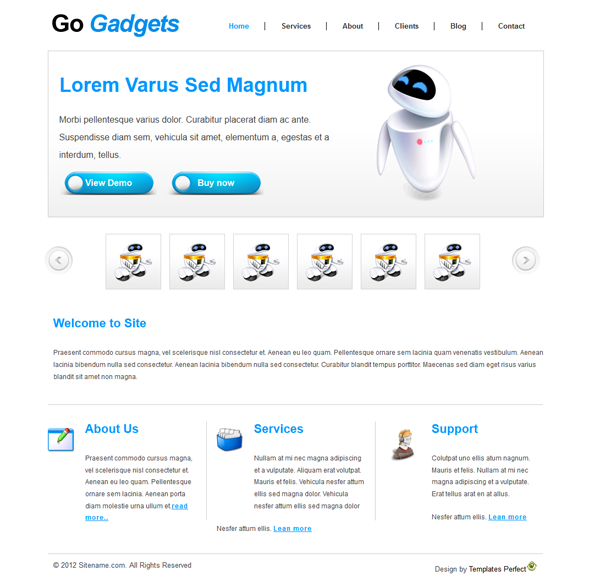 Go Gadgets
Home | Services | About | Clients | Blog | Contact
Lorem Varus Sed Magnum
Morbi pellentesque varius dolor. Curabitur placerat diam ac ante.
Suspendisse diam sem, vehicula sit amet, elementum a, egestas et a
interdum, tellus.
View Demo
Buy now
Welcome to Site
Praesent commodo cursus magna, vel scelerisque nisl consectetur et. Aenean eu leo quam. Pellentesque ornare sem lacinia quam venenatis vestibulum. Aenean
lacinia bibendum nulla sed consectetur. Aenean lacinia bibendum nulla sed consectetur. Curabitur blandit tempus porttitor. Maecenas sed diam eget risus varius
blandit sit amet non magna.
About Us
Praesent commodo cursus magna,
vel scelerisque nisl consectetur et.
Aenean eu leo quam. Pellentesque
ornare sem lacinia. Aenean porta
diam molestie urna ullum et.read
more..
Services
Nullam at mi nec magna adipiscing
et a vulputate. Aliquam erat volutpat.
Mauris et felis. Vehicula nesfer attum
ellis sed magna dolor. Vehicula
nesfer attum ellis sed magna dolor
Nesfer attum ellis. Lean more
Support
Colutpat uno ellis atum nagnum.
Mauris et felis. Nullam at mi nec
magna adipiscing et a vulputate.
Erat tellus arat en at allus.
Nesfer attum ellis. Lean more
© 2012 Sitename.com. All Rights Reserved
Design by Templates Perfect